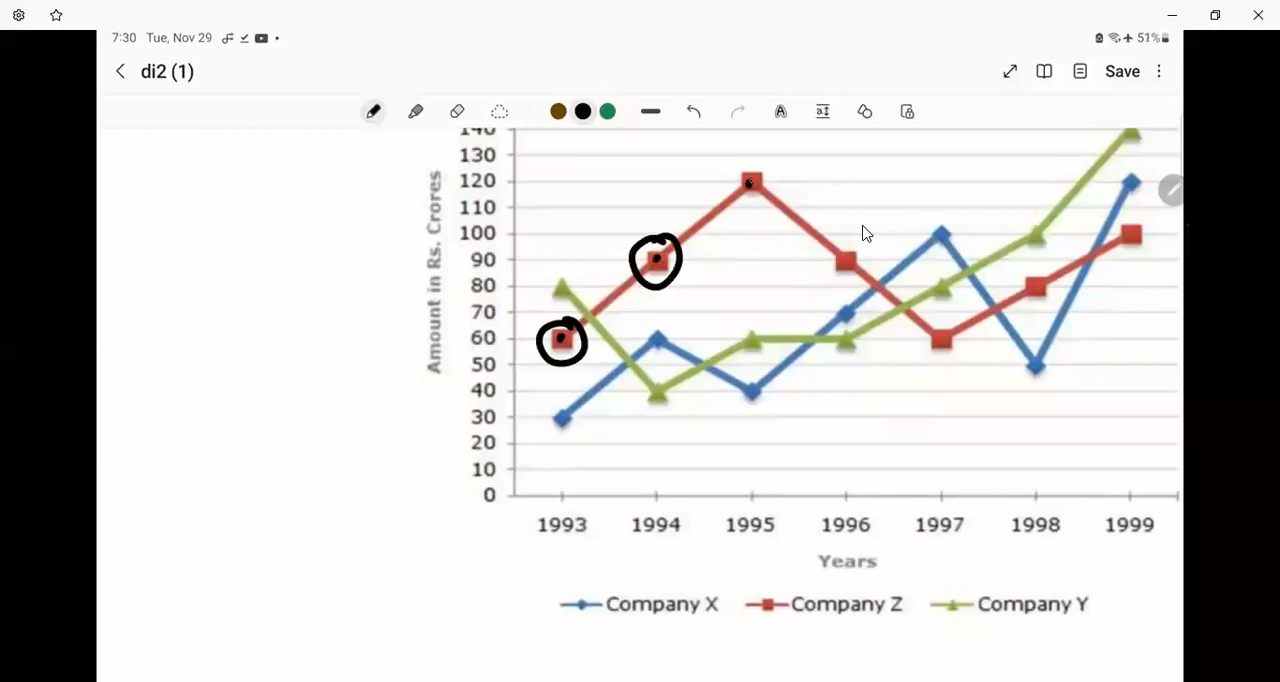 7:30 Tue, Nov 29
51%
di2 (1)
Save
140
130
120
110
100
90
80
70
60
50
40
30
20
10
0
Amount in Rs. Crores
1993 1994 1995 1996 1997 1998 1999
Years
Company X Company Z Company Y